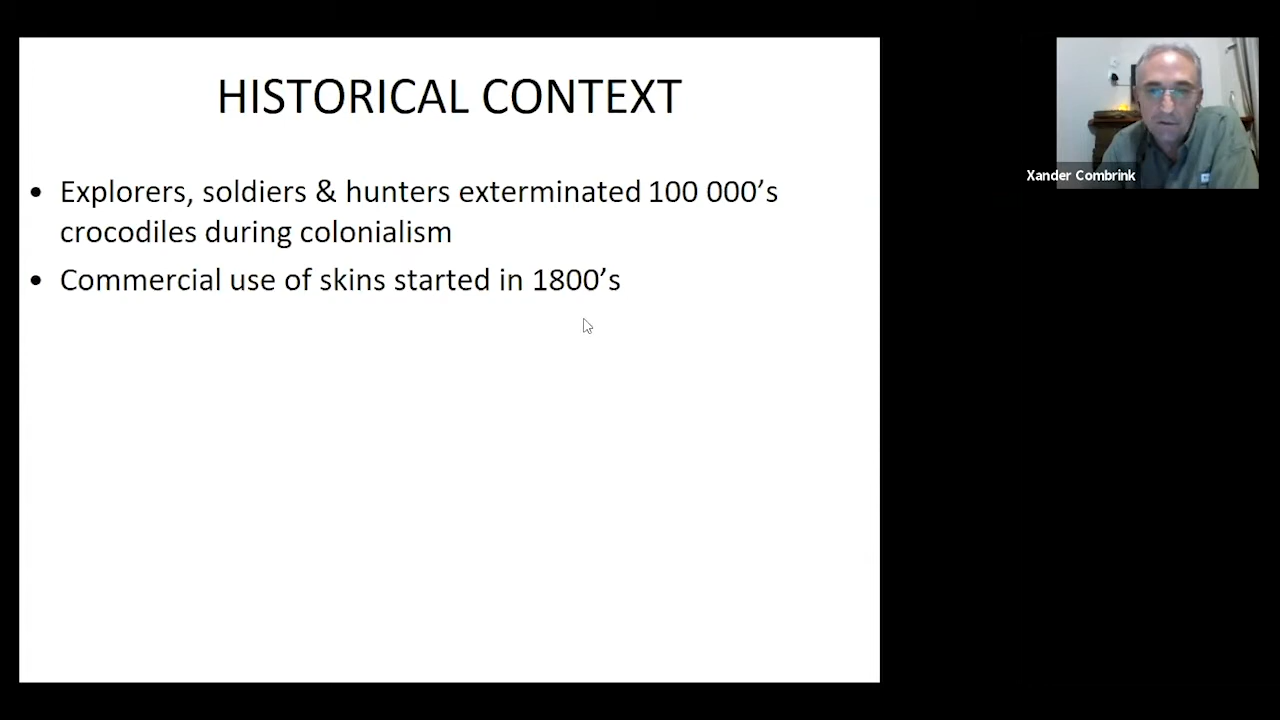 HISTORICAL CONTEXT
• Explorers, soldiers & hunters exterminated 100 000’s
crocodiles during colonialism
• Commercial use of skins started in 1800’s
Xander Combrink